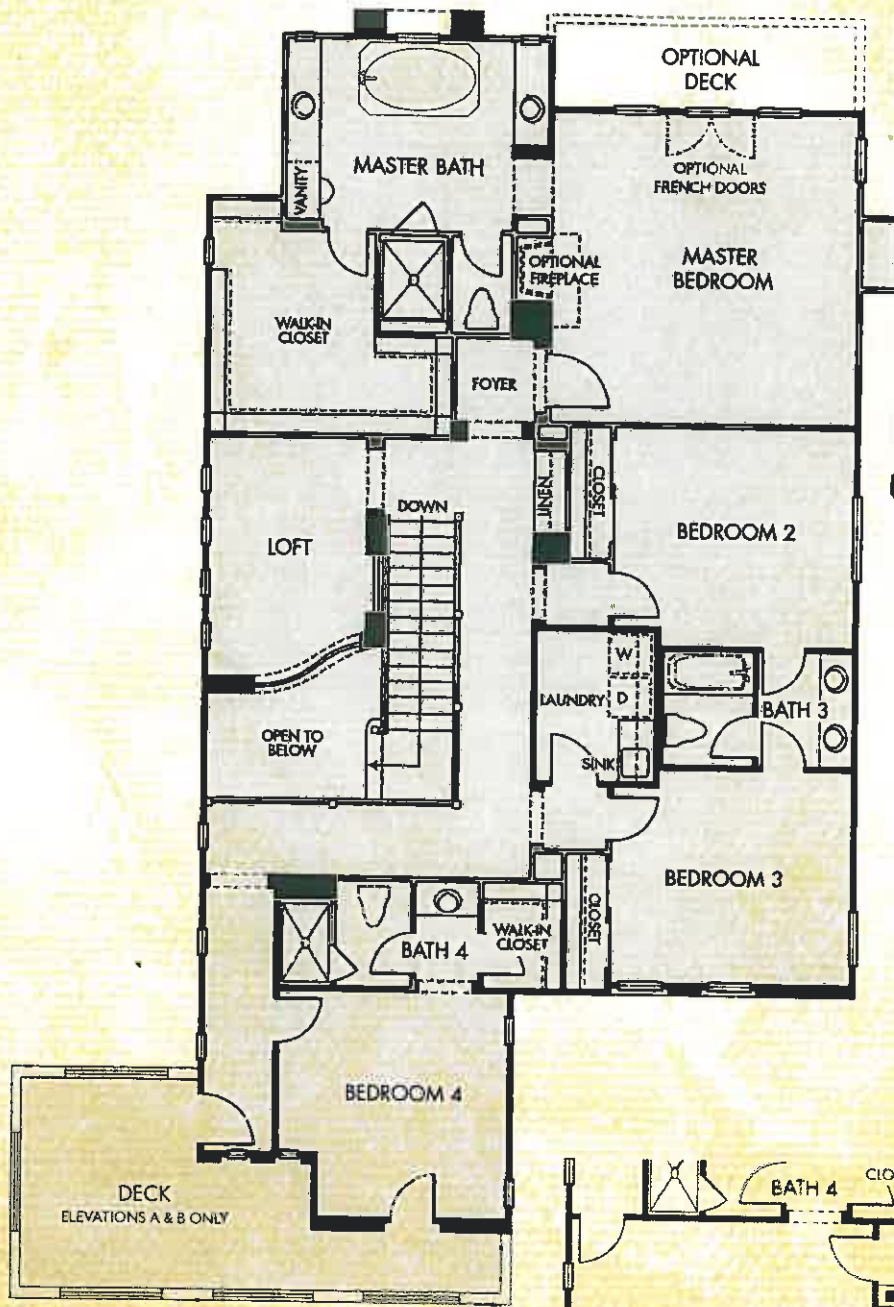 OPTIONAL
DECK
MASTER BATH
VANITY
OPTIONAL
FRENCH DOORS
OPTIONAL
FIREPLACE
MASTER
BEDROOM
WALK-IN
CLOSET
FOYER
LINEN
CLOSET
DOWN
LOFT
BEDROOM 2
W
D
LAUNDRY
SINK
BATH 3
OPEN TO
BELOW
BEDROOM 3
CLOSET
BATH 4
WALK-IN
CLOSET
BEDROOM 4
DECK
ELEVATIONS A & B ONLY
BATH 4
CLO